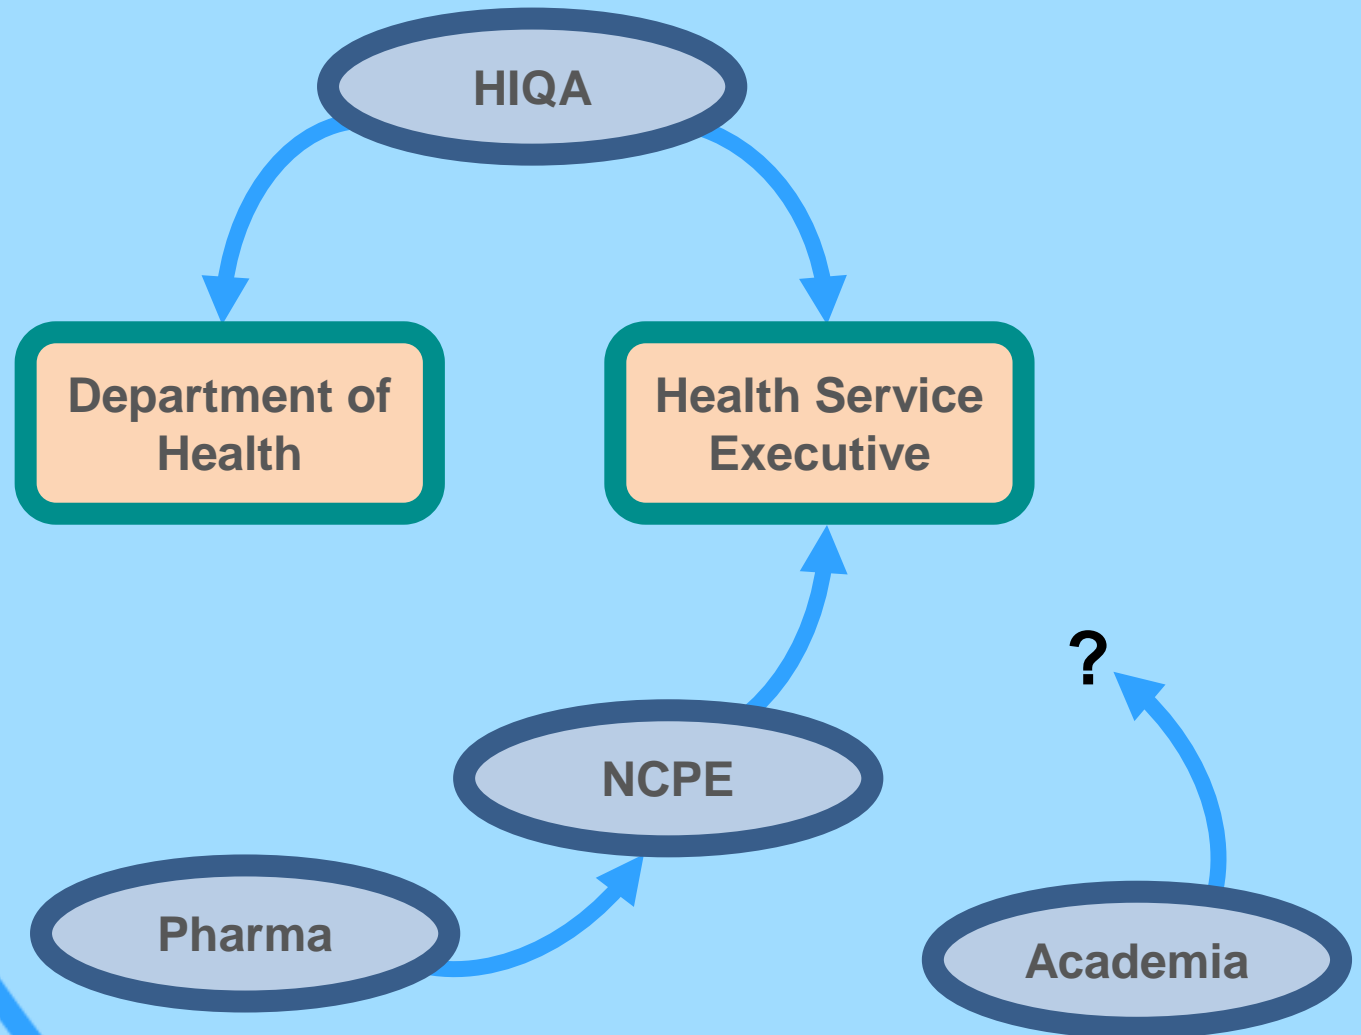 HIQA
Department of
Health
Health Service
Executive
?
NCPE
Pharma
Academia